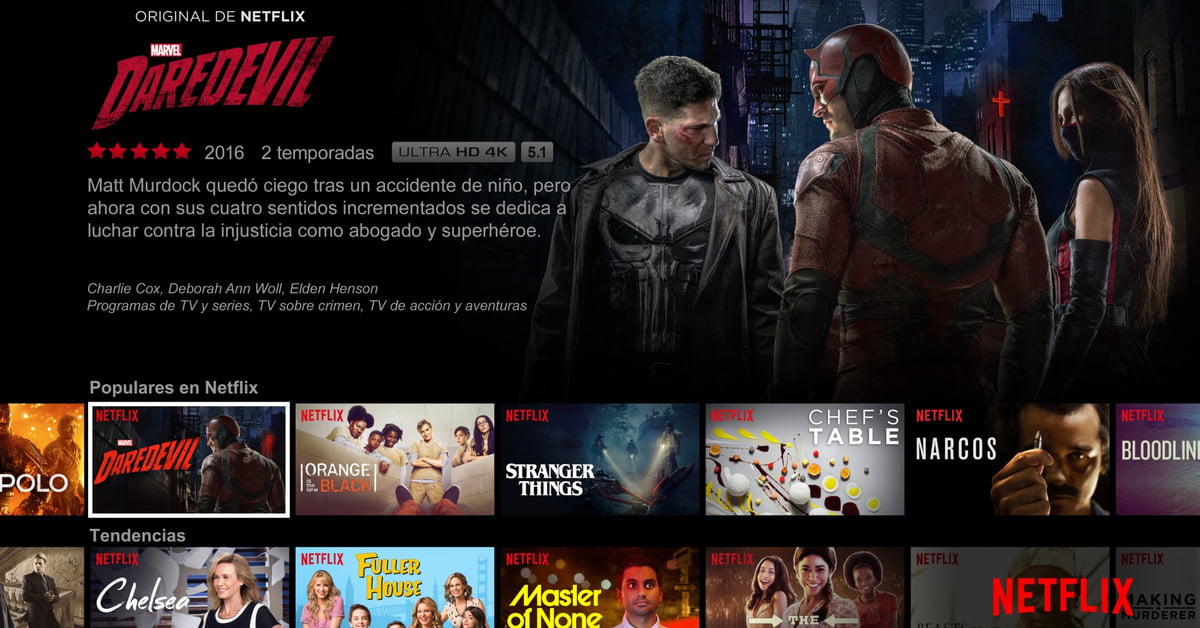 ORIGINAL DE NETFLIX
MARVEL
DAREDEVIL
2016 2 temporadas ULTRA HD 4K 5.1
Matt Murdock quedó ciego tras un accidente de niño, pero
ahora con sus cuatro sentidos incrementados se dedica a
luchar contra la injusticia como abogado y superhéroe.
Charlie Cox, Deborah Ann Woll, Elden Henson
Programas de TV y series, TV sobre crimen, TV de acción y aventuras
Populares en Netflix
POLO
NETFLIX
MARVEL
DAREDEVIL
NETFLIX
ORANGE
is the new BLACK
NETFLIX
STRANGER
THINGS
NETFLIX
CHEF'S
TABLE
NETFLIX
NARCOS
NETFLIX
BLOODLIN
Tendencias
NETFLIX
Chelsea
NETFLIX
FULLER
HOUSE
NETFLIX
Master
of None
NETFLIX
THE
NETFLIX
BEASTS
NETFLIX
MAKING
A
MURDERER
NETFLIX